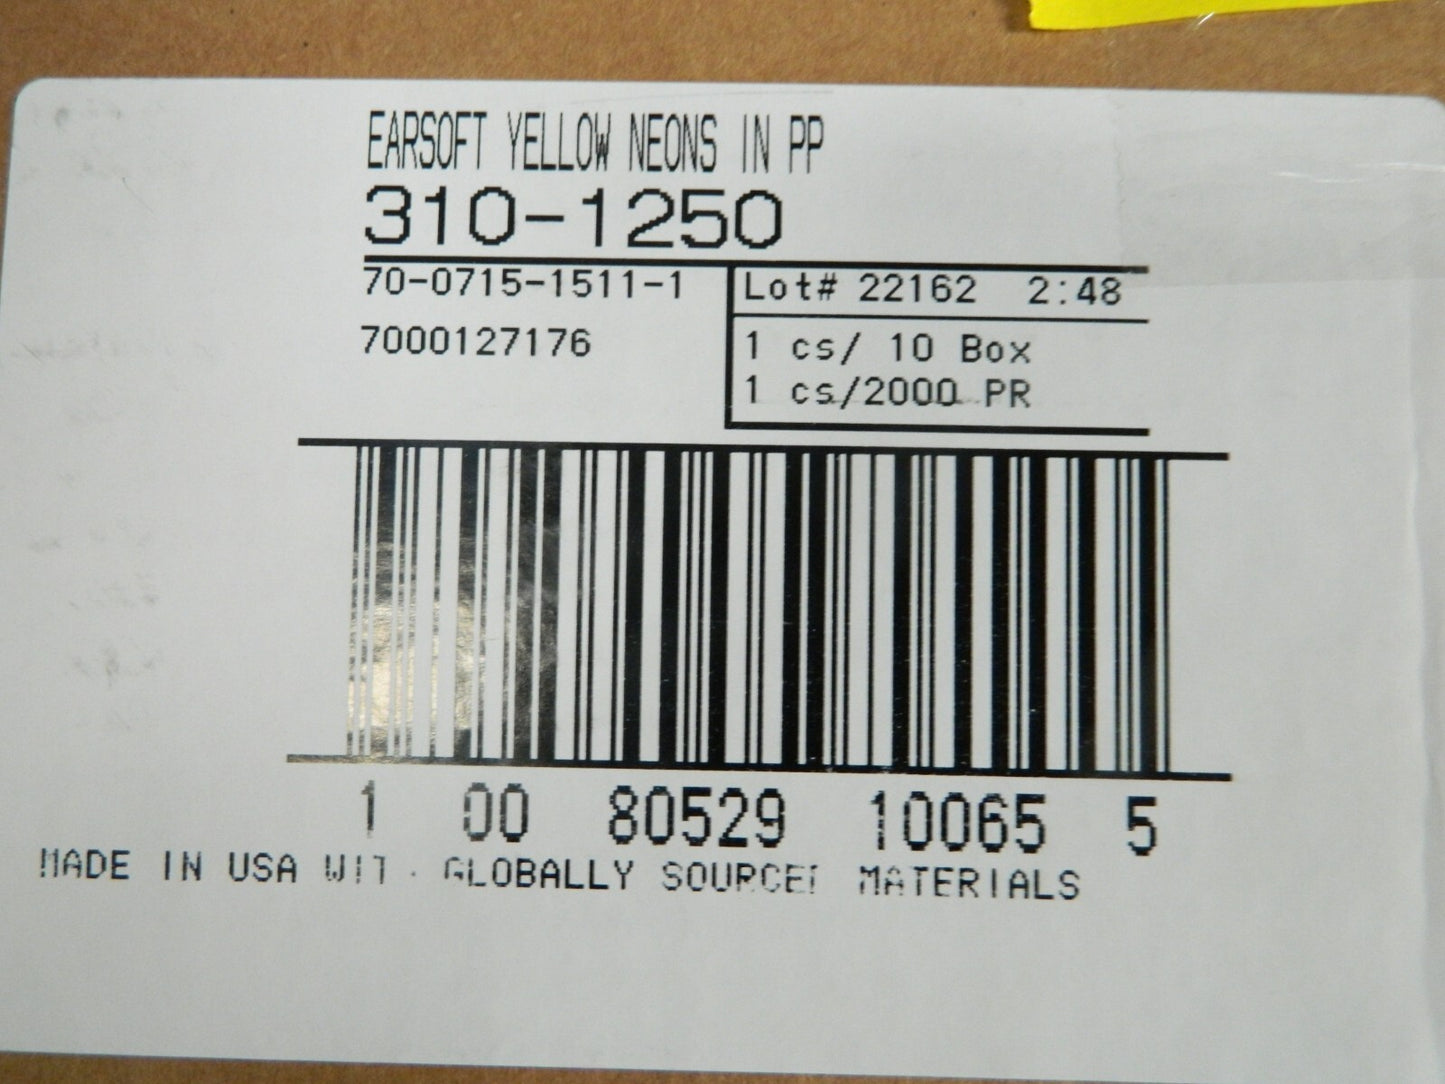 EARSOFT YELLOW NEONS IN PP
310-1250
70-0715-1511-1
7000127176
Lot# 22162 2:48
1 cs/ 10 Box
1 cs/2000 PR
1 00 80529 10065 5
MADE IN USA GLOBALLY MATERIALS